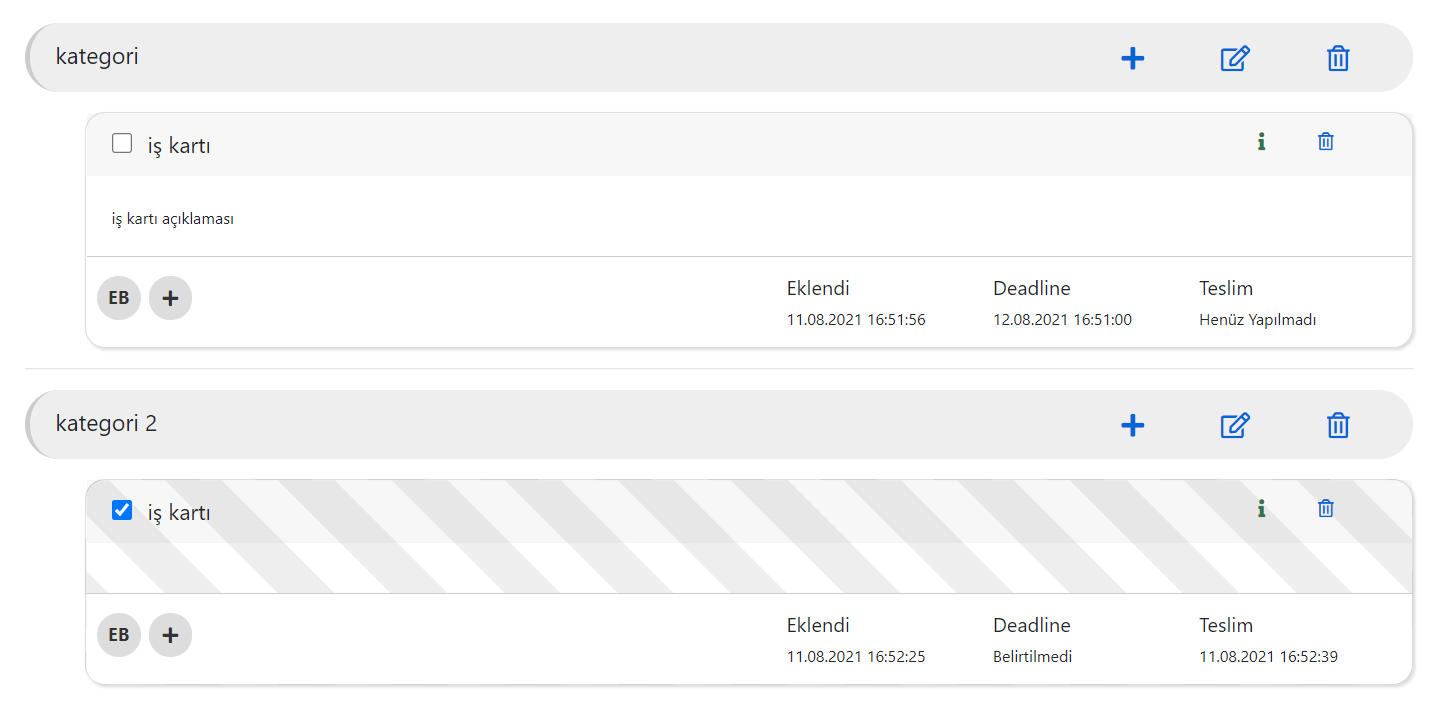 kategori
iş kartı
iş kartı açıklaması
EB
Eklendi Deadline Teslim
11.08.2021 16:51:56 12.08.2021 16:51:00 Henüz Yapılmadı
kategori 2
iş kartı
EB
Eklendi Deadline Teslim
11.08.2021 16:52:25 Belirtilmedi 11.08.2021 16:52:39